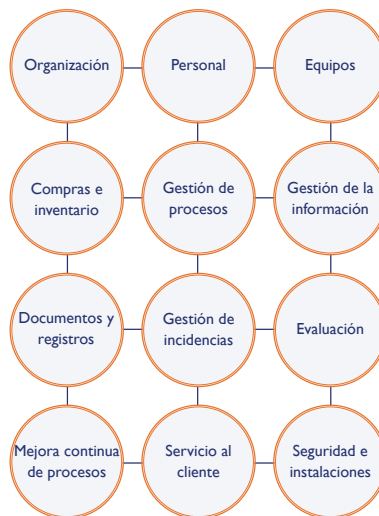 Organización
Personal
Equipos
Compras e
inventario
Gestión de
procesos
Gestión de la
información
Documentos y
registros
Gestión de
incidencias
Evaluación
Mejora continua
de procesos
Servicio al
cliente
Seguridad e
instalaciones